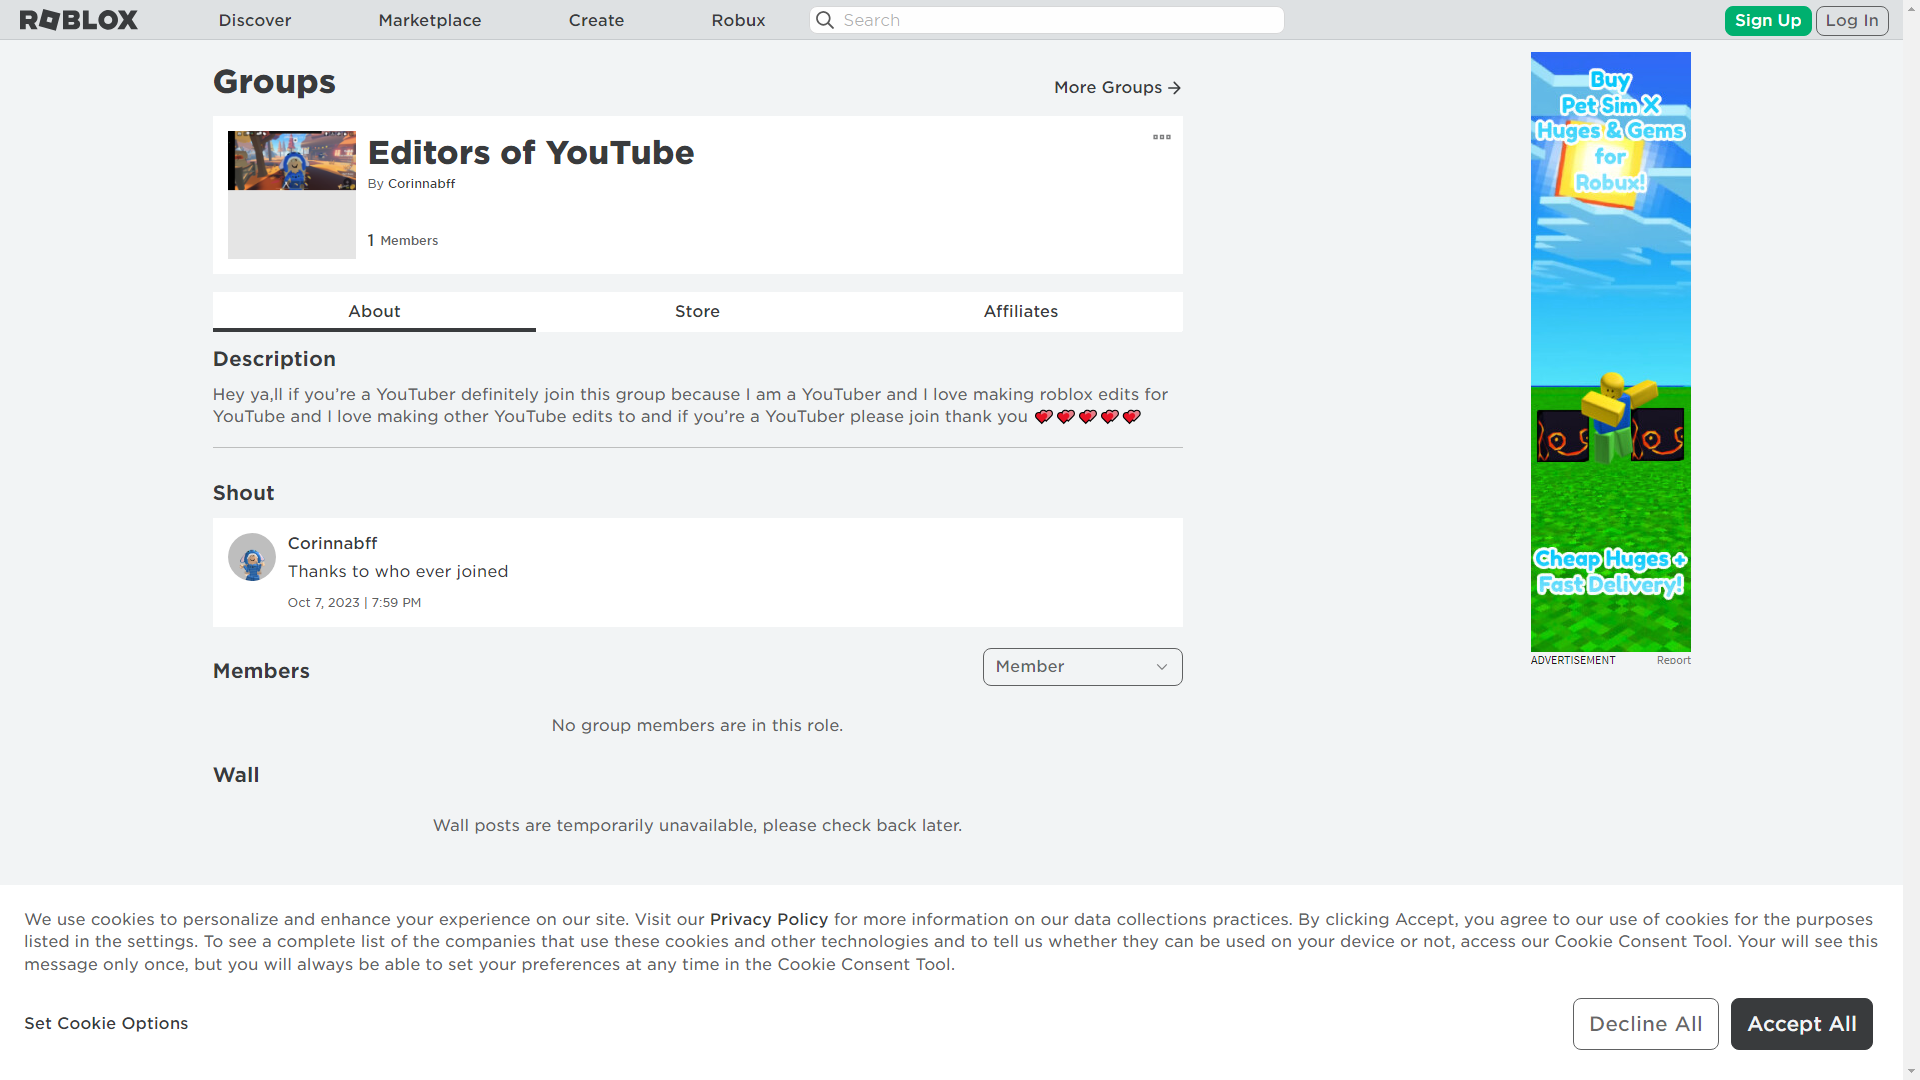 ROBLOX
Discover
Marketplace
Create
Robux
Search
Sign Up
Log In
Groups
More Groups
Editors of YouTube
By Corinnabff
1 Members
About
Store
Affiliates
Description
Hey ya,ll if you’re a YouTuber definitely join this group because I am a YouTuber and I love making roblox edits for
YouTube and I love making other YouTube edits to and if you’re a YouTuber please join thank you 💕💕💕💕💕
Shout
Corinnabff
Thanks to who ever joined
Oct 7, 2023 | 7:59 PM
Members
Member
No group members are in this role.
Wall
Wall posts are temporarily unavailable, please check back later.
Buy
Pet Sim X
Huges & Gems
for
Robux!
Cheap Huges +
Fast Delivery!
ADVERTISEMENT
Report
We use cookies to personalize and enhance your experience on our site. Visit our Privacy Policy for more information on our data collections practices. By clicking Accept, you agree to our use of cookies for the purposes
listed in the settings. To see a complete list of the companies that use these cookies and other technologies and to tell us whether they can be used on your device or not, access our Cookie Consent Tool. Your will see this
message only once, but you will always be able to set your preferences at any time in the Cookie Consent Tool.
Set Cookie Options
Decline All
Accept All